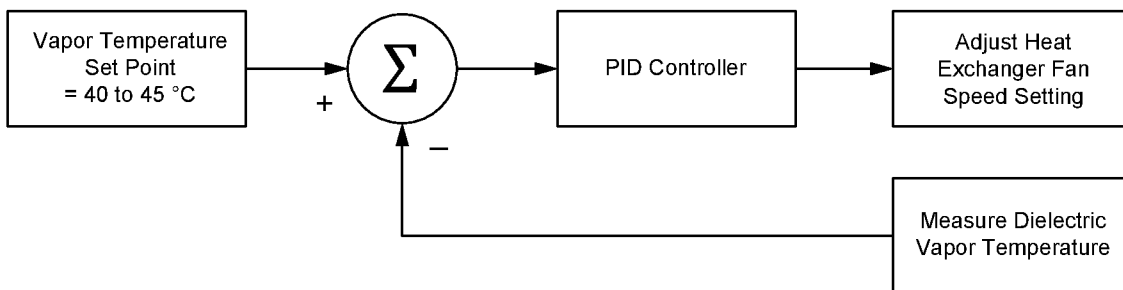 Vapor Temperature
Set Point
= 40 to 45 °C
+
Σ
−
PID Controller
Adjust Heat
Exchanger Fan
Speed Setting
Measure Dielectric
Vapor Temperature